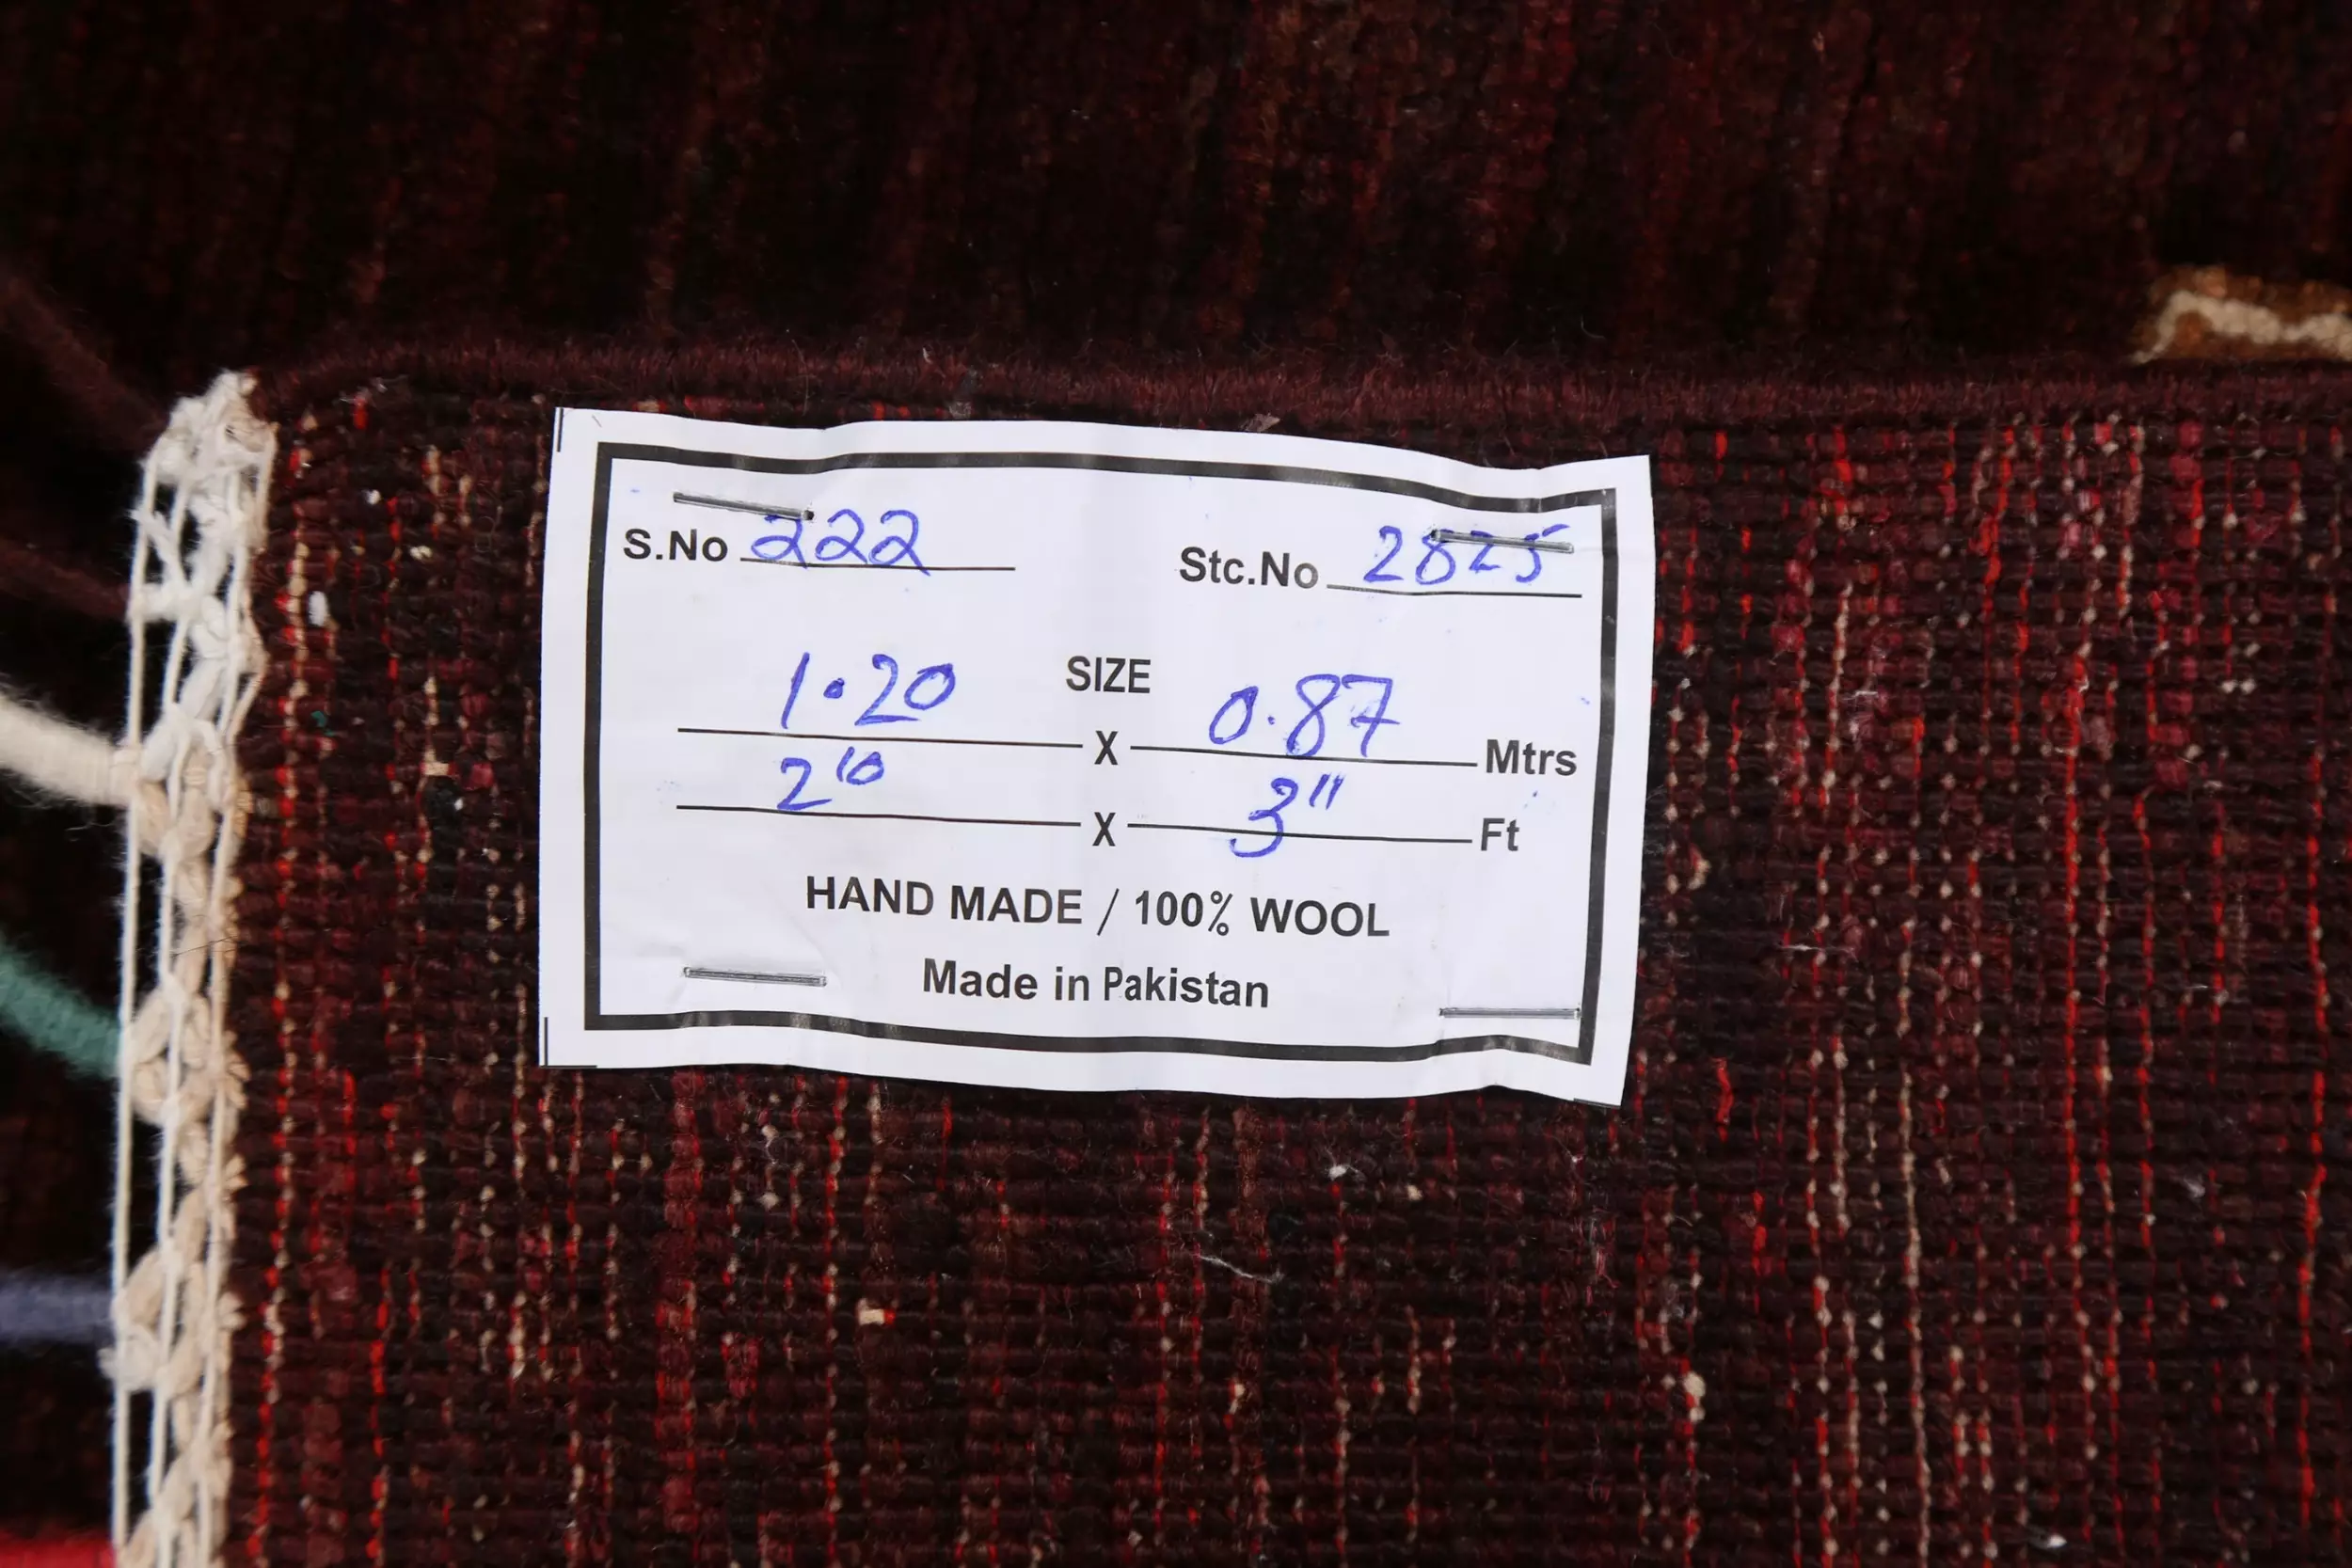 S.No 222 Stc.No 2825
SIZE
1.20 X 0.87 Mtrs
2'10 X 3'11 Ft
HAND MADE / 100% WOOL
Made in Pakistan